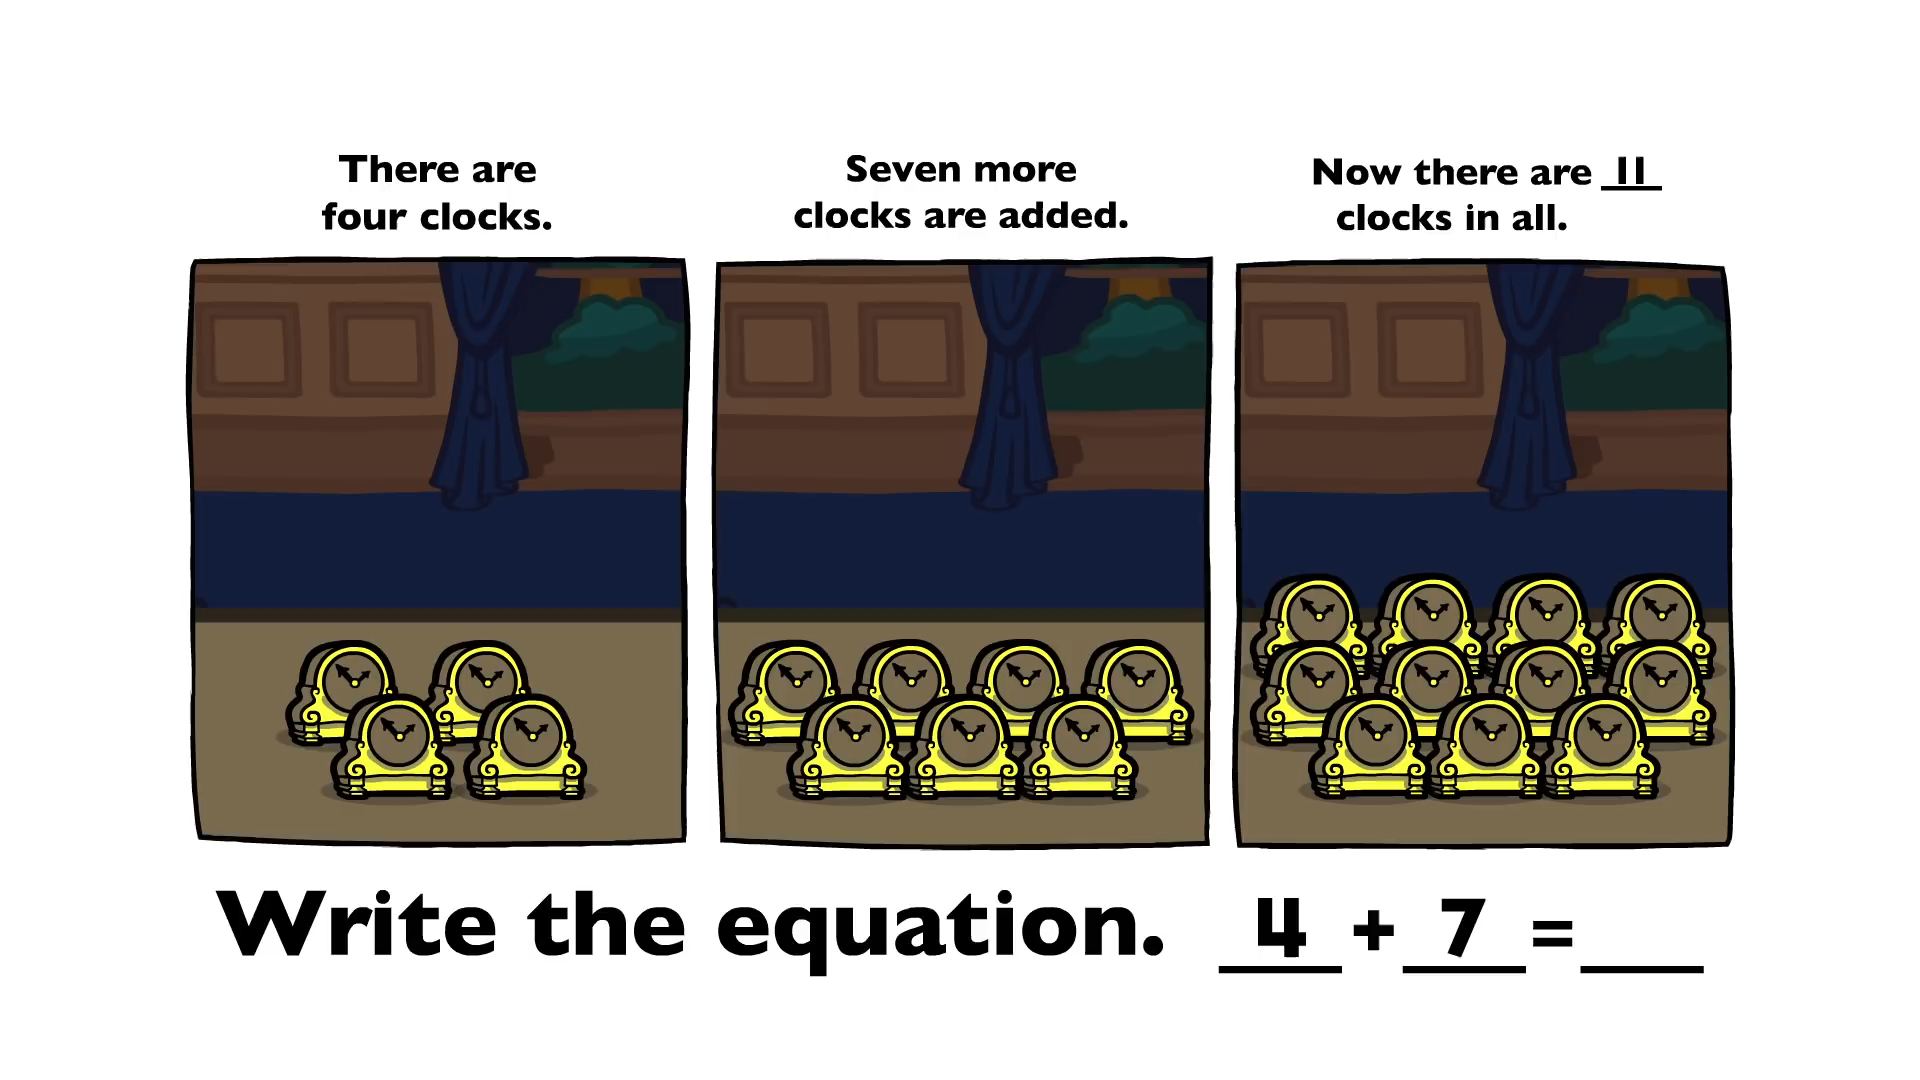 There are
four clocks.
Seven more
clocks are added.
Now there are 11
clocks in all.
Write the equation. 4 + 7 = ___